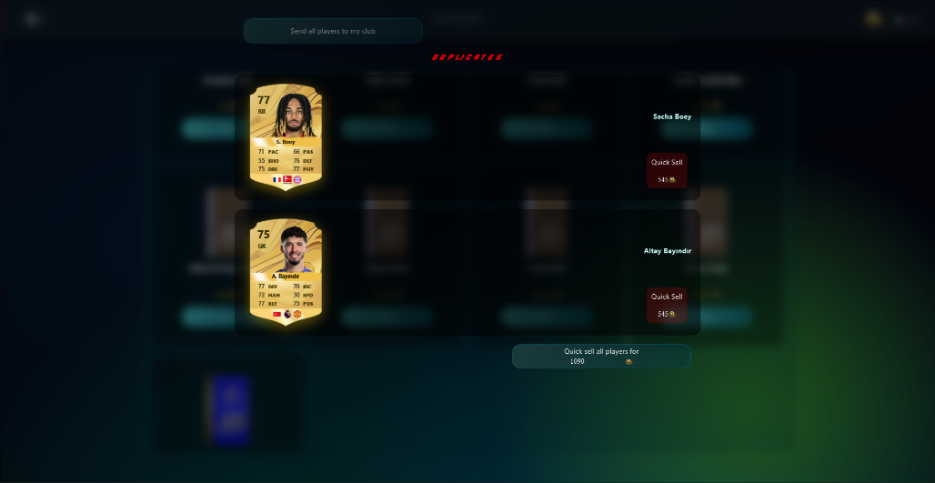 Send all players to my club
DUPLICATES
77
RB
S. Boey
71 PAC 66 PAS
55 SHO 76 DEF
75 DRI 77 PHY
Sacha Boey
Quick Sell
545
75
GK
A. Bayındır
77 DIV 70 KIC
72 HAN 30 SPD
77 REF 75 POS
Altay Bayındır
Quick Sell
545
Quick sell all players for
1090